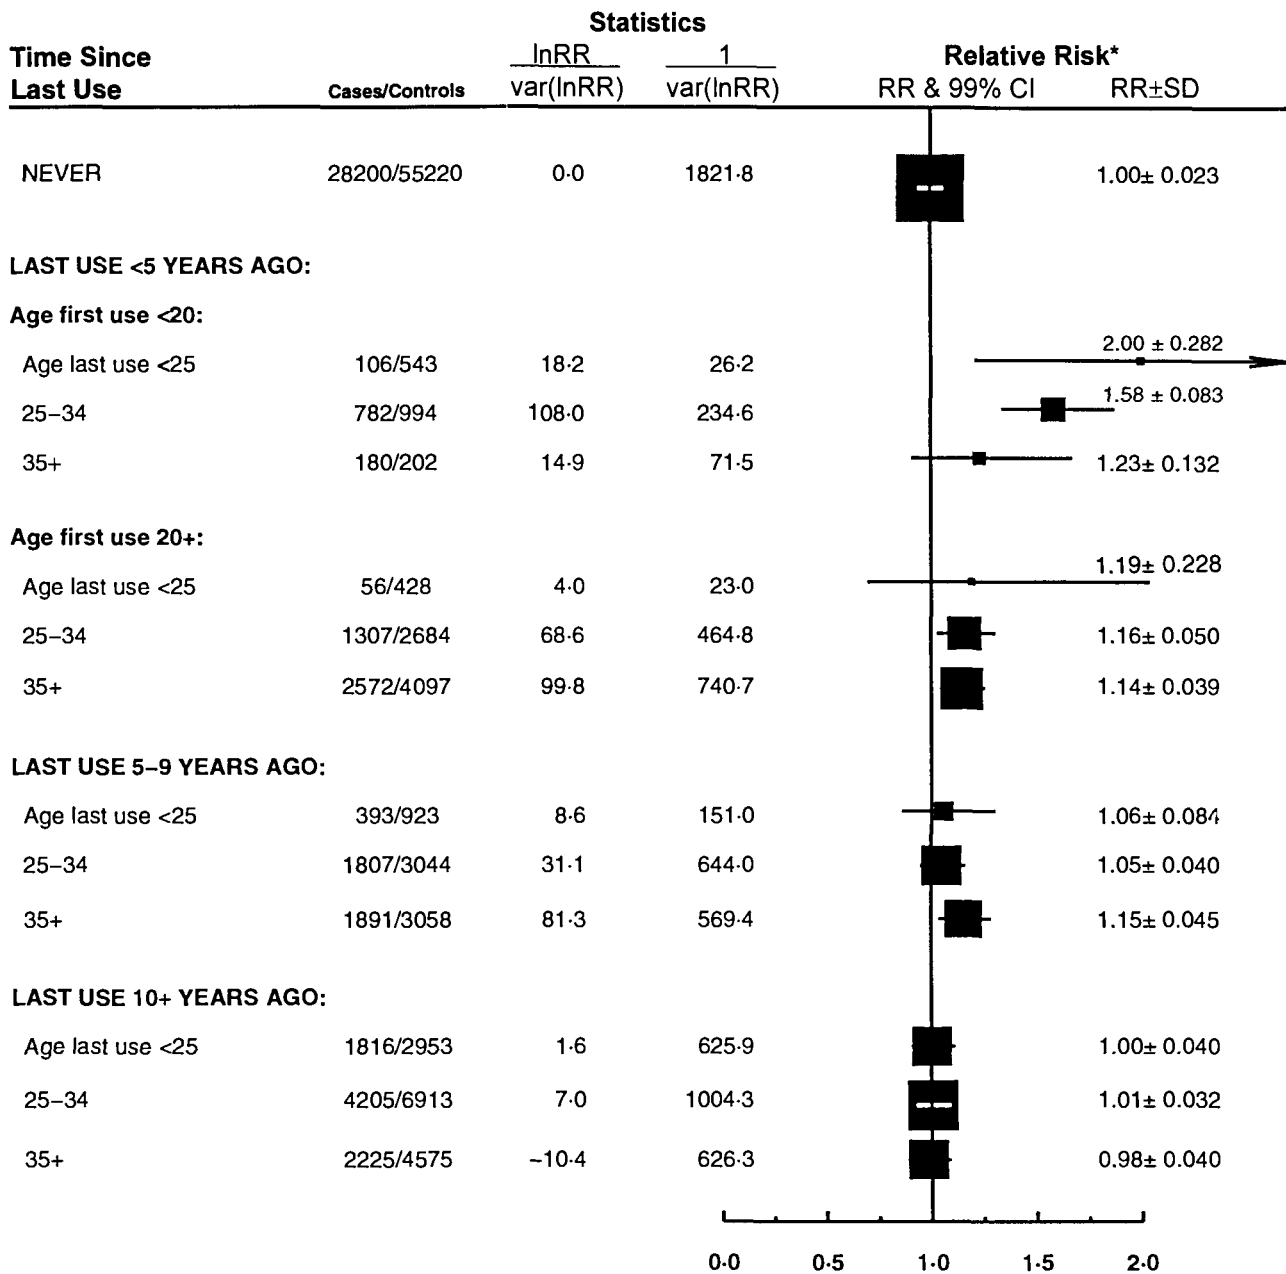 Statistics
Time Since lnRR 1 Relative Risk*
Last Use Cases/Controls var(lnRR) var(lnRR) RR & 99% CI RR±SD
NEVER 28200/55220 0·0 1821·8 1.00± 0.023
LAST USE <5 YEARS AGO:
Age first use <20:
Age last use <25 106/543 18·2 26·2 2.00 ± 0.282
25–34 782/994 108·0 234·6 1.58 ± 0.083
35+ 180/202 14·9 71·5 1.23± 0.132
Age first use 20+:
Age last use <25 56/428 4·0 23·0 1.19± 0.228
25–34 1307/2684 68·6 464·8 1.16± 0.050
35+ 2572/4097 99·8 740·7 1.14± 0.039
LAST USE 5–9 YEARS AGO:
Age last use <25 393/923 8·6 151·0 1.06± 0.084
25–34 1807/3044 31·1 644·0 1.05± 0.040
35+ 1891/3058 81·3 569·4 1.15± 0.045
LAST USE 10+ YEARS AGO:
Age last use <25 1816/2953 1·6 625·9 1.00± 0.040
25–34 4205/6913 7·0 1004·3 1.01± 0.032
35+ 2225/4575 –10·4 626·3 0.98± 0.040
0·0 0·5 1·0 1·5 2·0